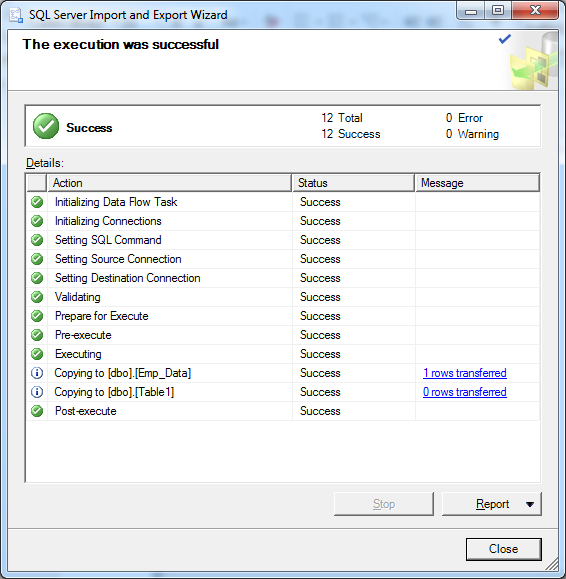 SQL Server Import and Export Wizard
The execution was successful
Success
12 Total 0 Error
12 Success 0 Warning
Details:
Action Status Message
Initializing Data Flow Task Success
Initializing Connections Success
Setting SQL Command Success
Setting Source Connection Success
Setting Destination Connection Success
Validating Success
Prepare for Execute Success
Pre-execute Success
Executing Success
Copying to [dbo].[Emp_Data] Success 1 rows transferred
Copying to [dbo].[Table1] Success 0 rows transferred
Post-execute Success
Stop Report
Close